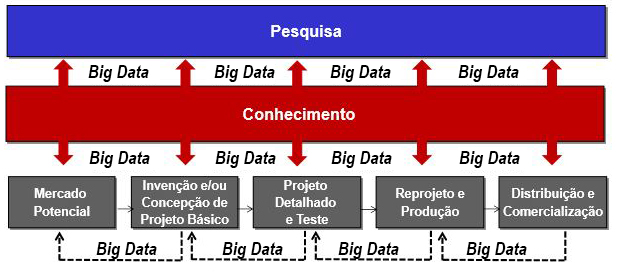 Pesquisa
Big Data Big Data Big Data Big Data
Conhecimento
Big Data Big Data Big Data Big Data
Mercado
Potencial
Invenção e/ou
Concepção de
Projeto Básico
Projeto
Detalhado
e Teste
Reprojeto e
Produção
Distribuição e
Comercialização
Big Data Big Data Big Data Big Data